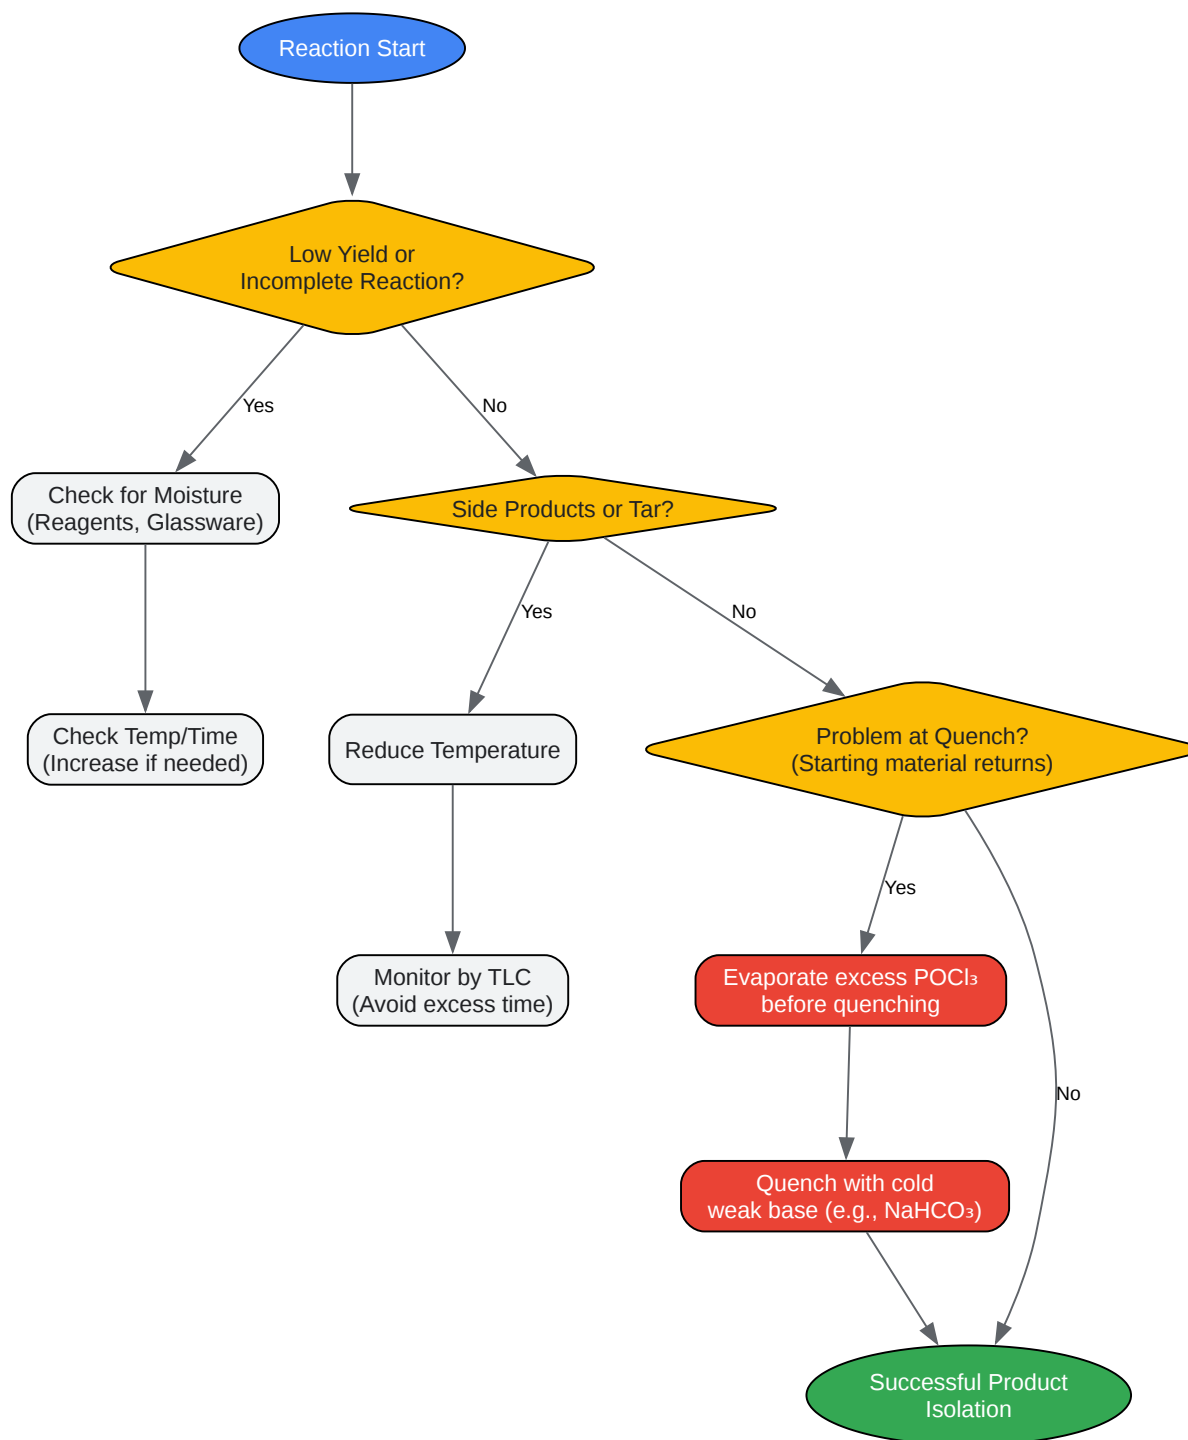 Reaction Start
Low Yield or
Incomplete Reaction?
Yes
No
Check for Moisture
(Reagents, Glassware)
Side Products or Tar?
Yes
No
Check Temp/Time
(Increase if needed)
Reduce Temperature
Problem at Quench?
(Starting material returns)
Yes
Monitor by TLC
(Avoid excess time)
Evaporate excess POCl₃
before quenching
No
Quench with cold
weak base (e.g., NaHCO₃)
Successful Product
Isolation